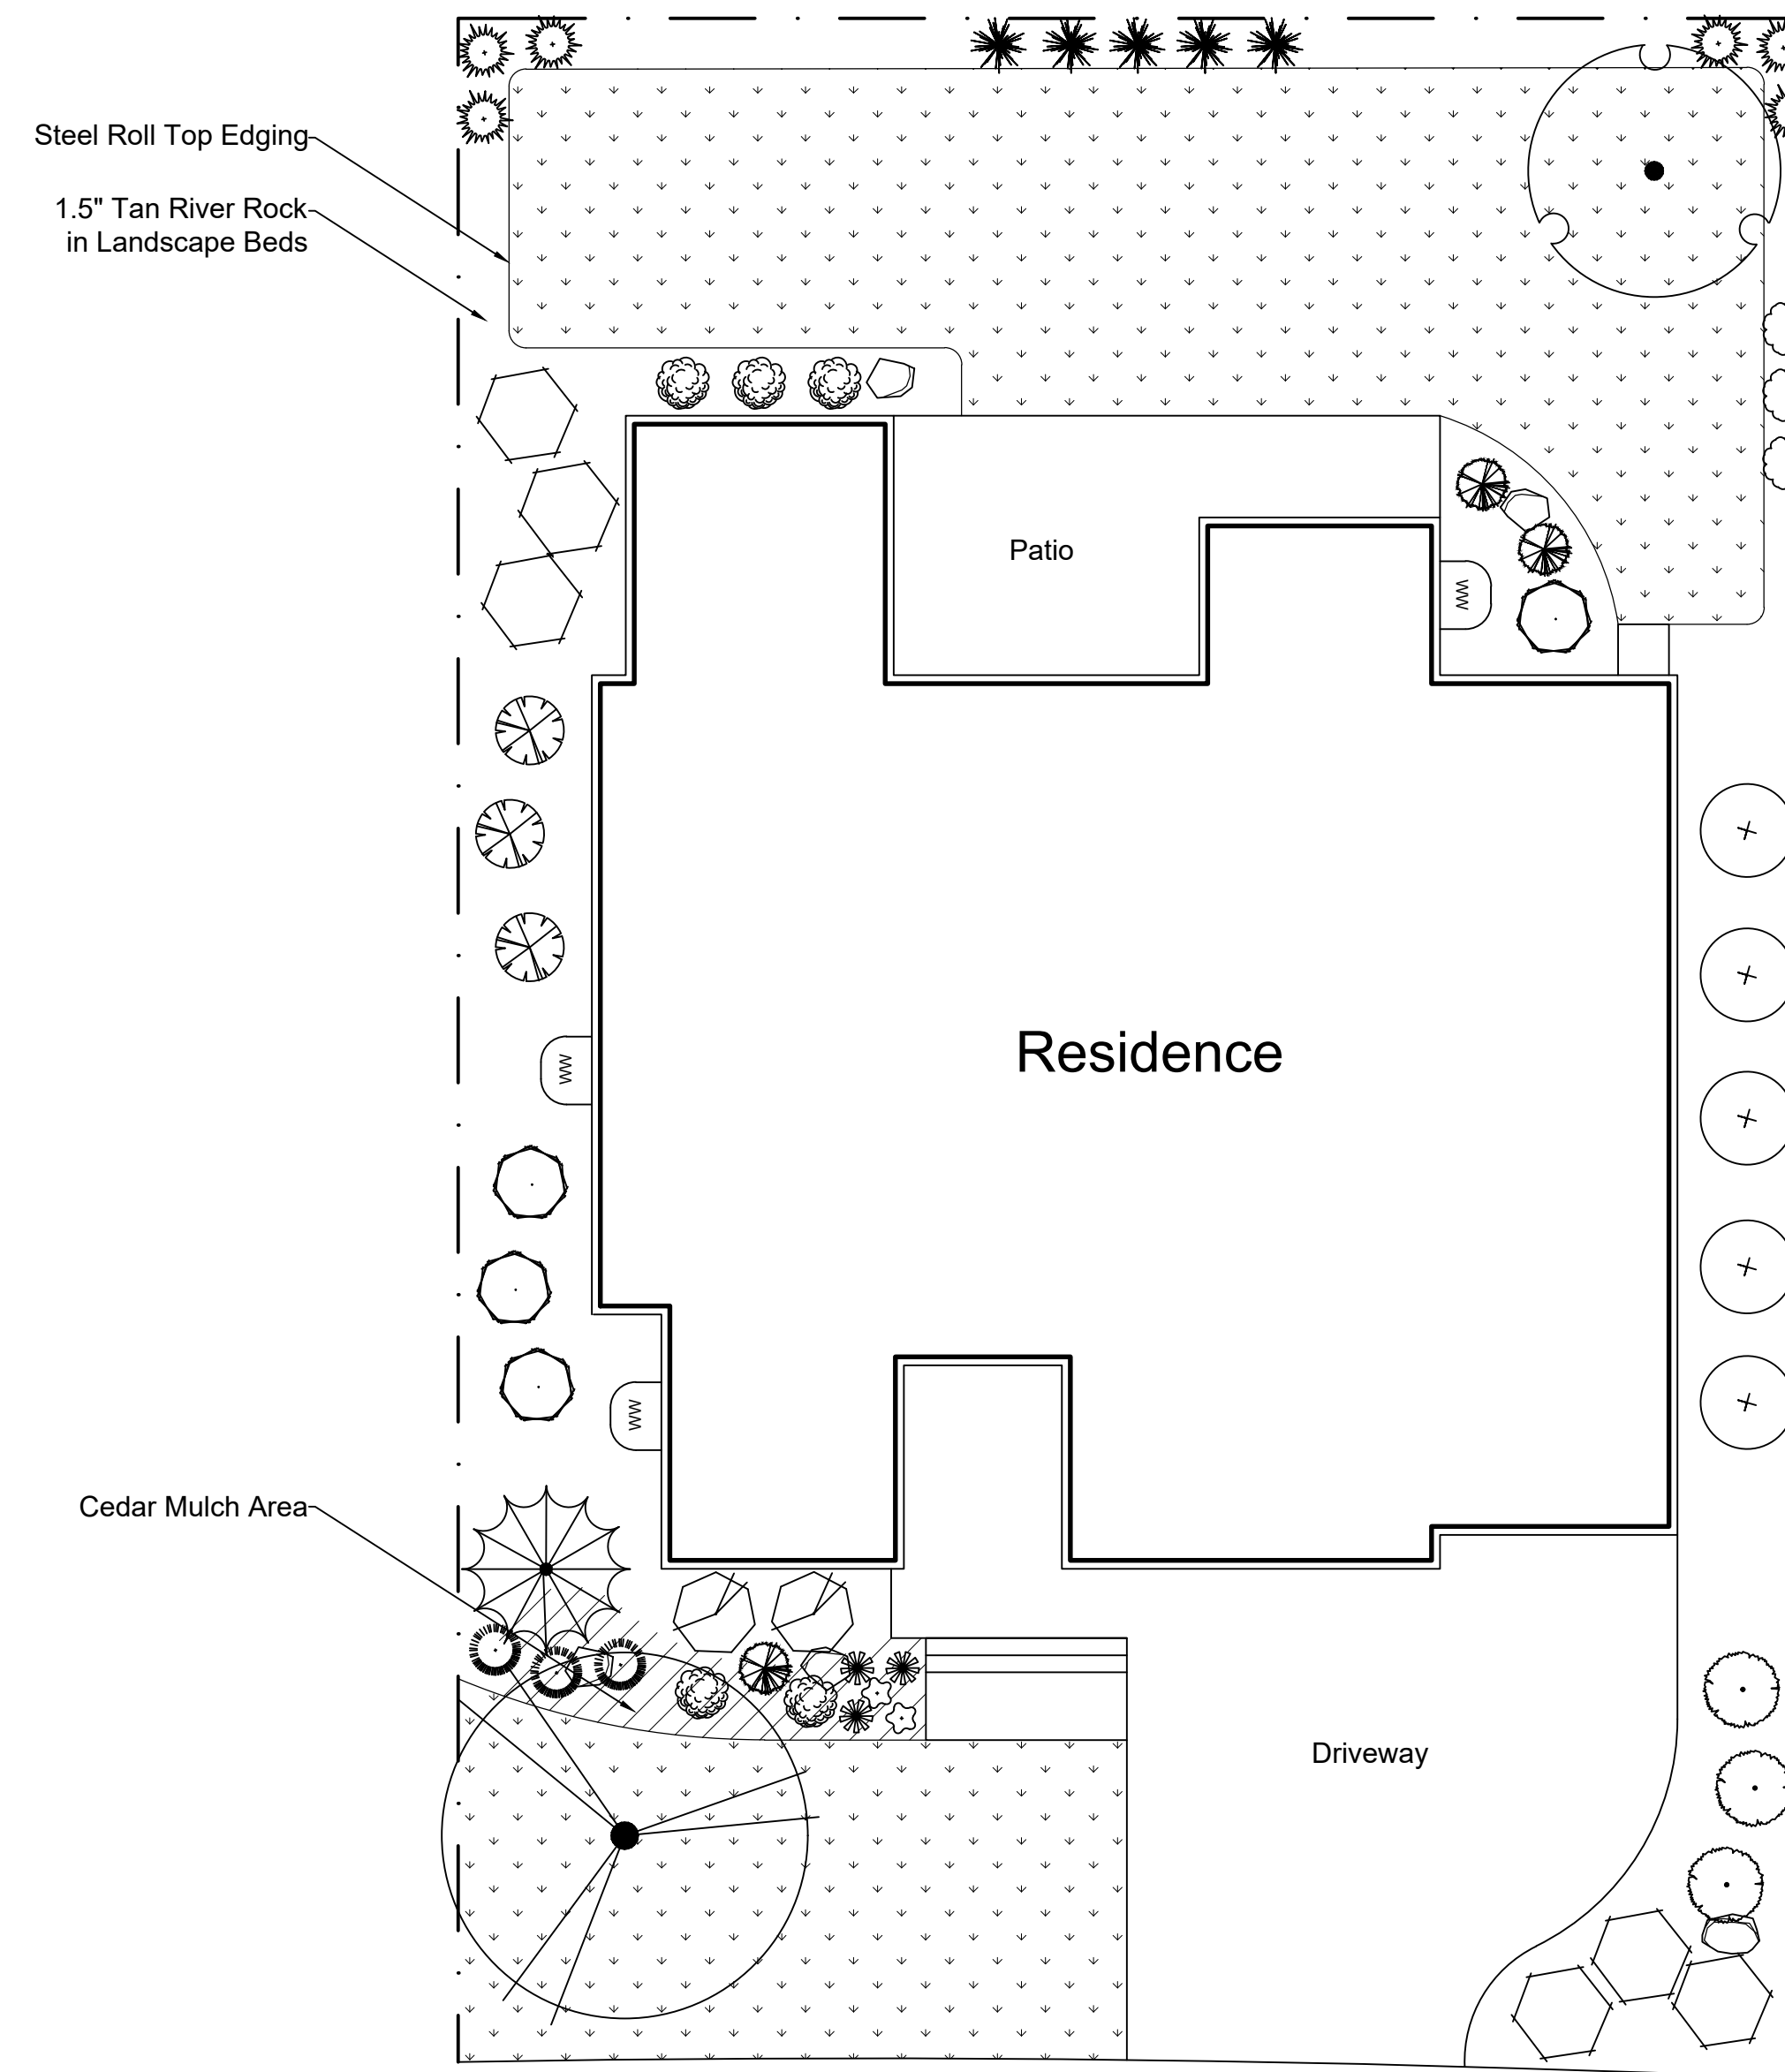 Steel Roll Top Edging
1.5" Tan River Rock
in Landscape Beds
Patio
Residence
Cedar Mulch Area
Driveway